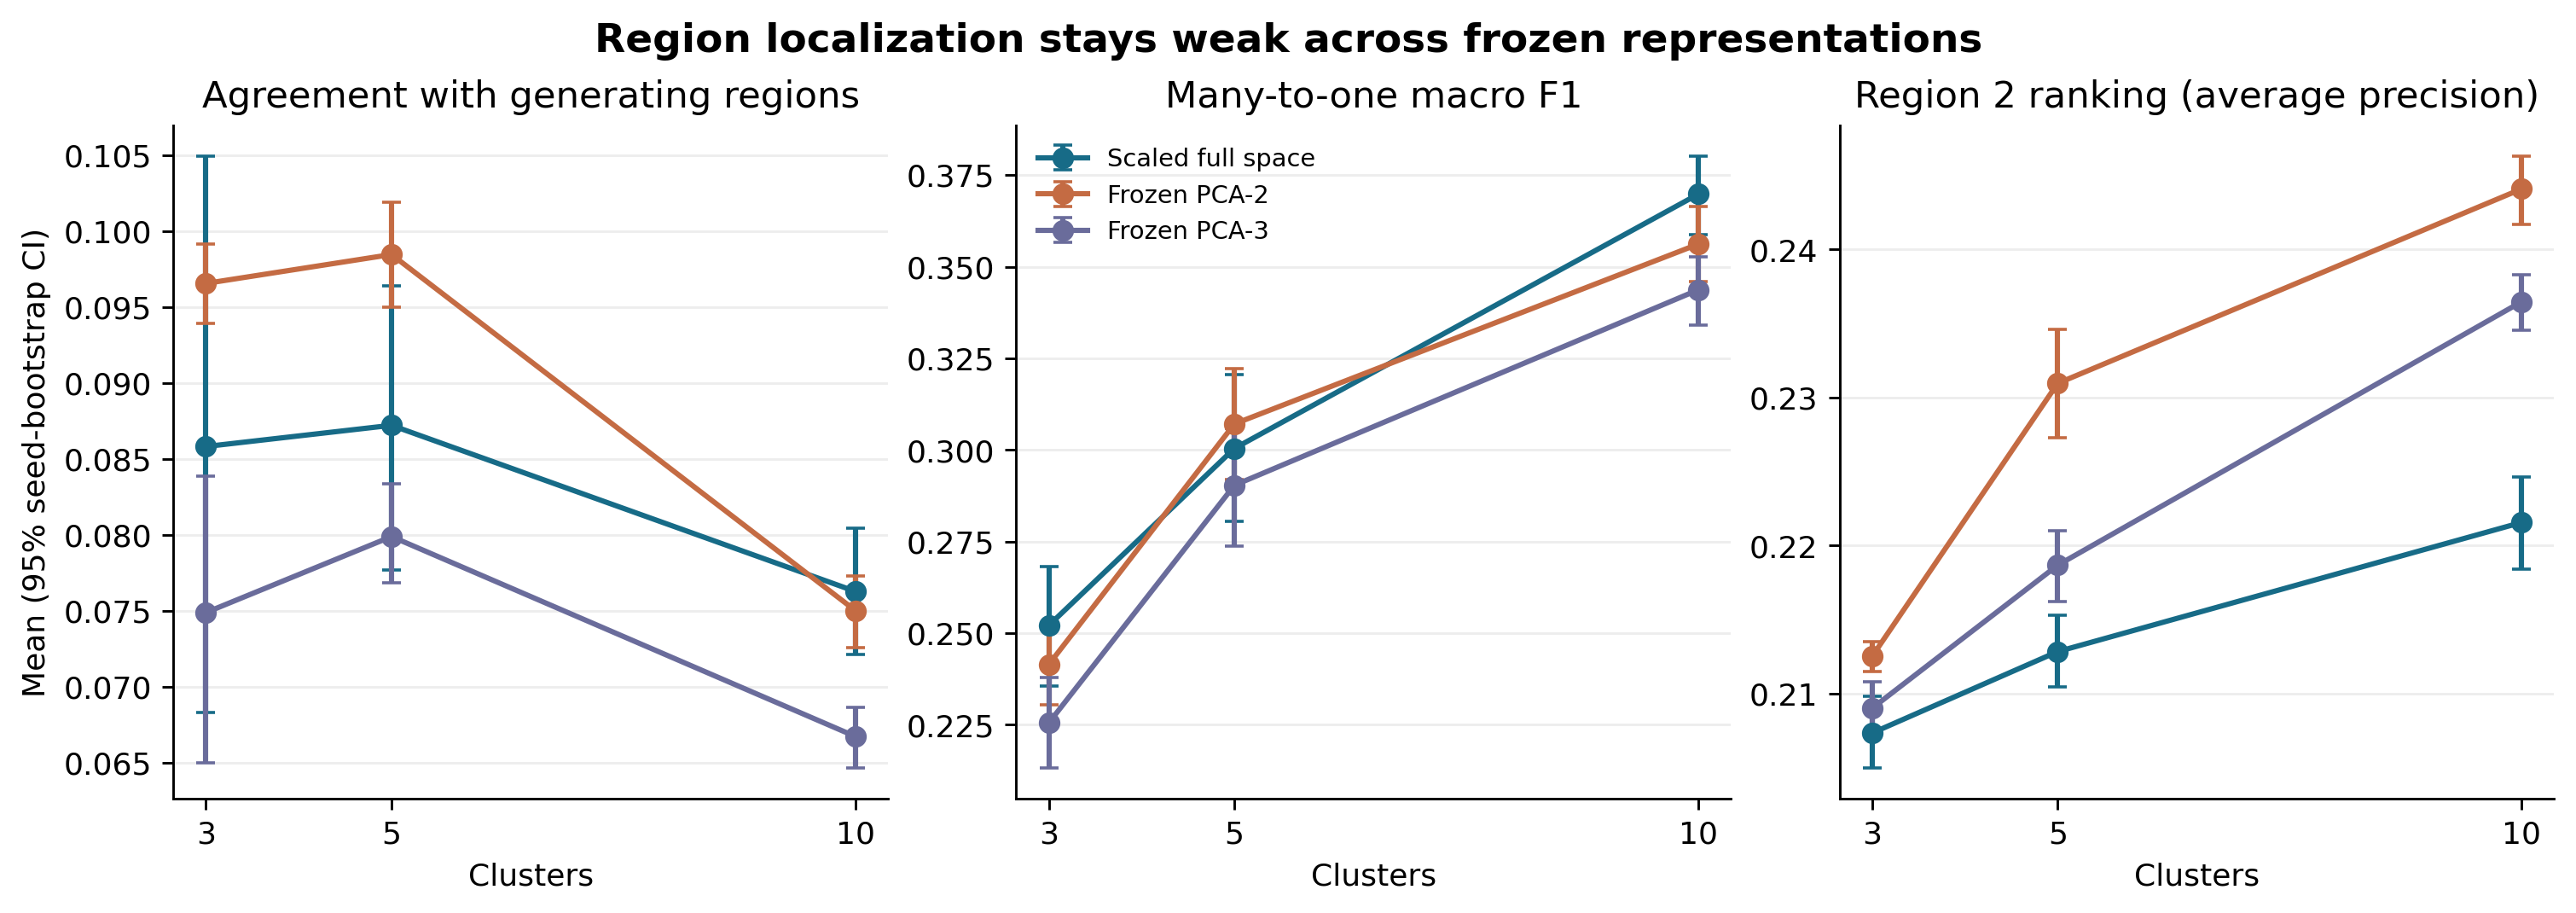 Region localization stays weak across frozen representations
Agreement with generating regions
Mean (95% seed-bootstrap CI)
0.105
0.100
0.095
0.090
0.085
0.080
0.075
0.070
0.065
3
5
10
Clusters
Many-to-one macro F1
Scaled full space
Frozen PCA-2
Frozen PCA-3
0.375
0.350
0.325
0.300
0.275
0.250
0.225
3
5
10
Clusters
Region 2 ranking (average precision)
0.24
0.23
0.22
0.21
3
5
10
Clusters